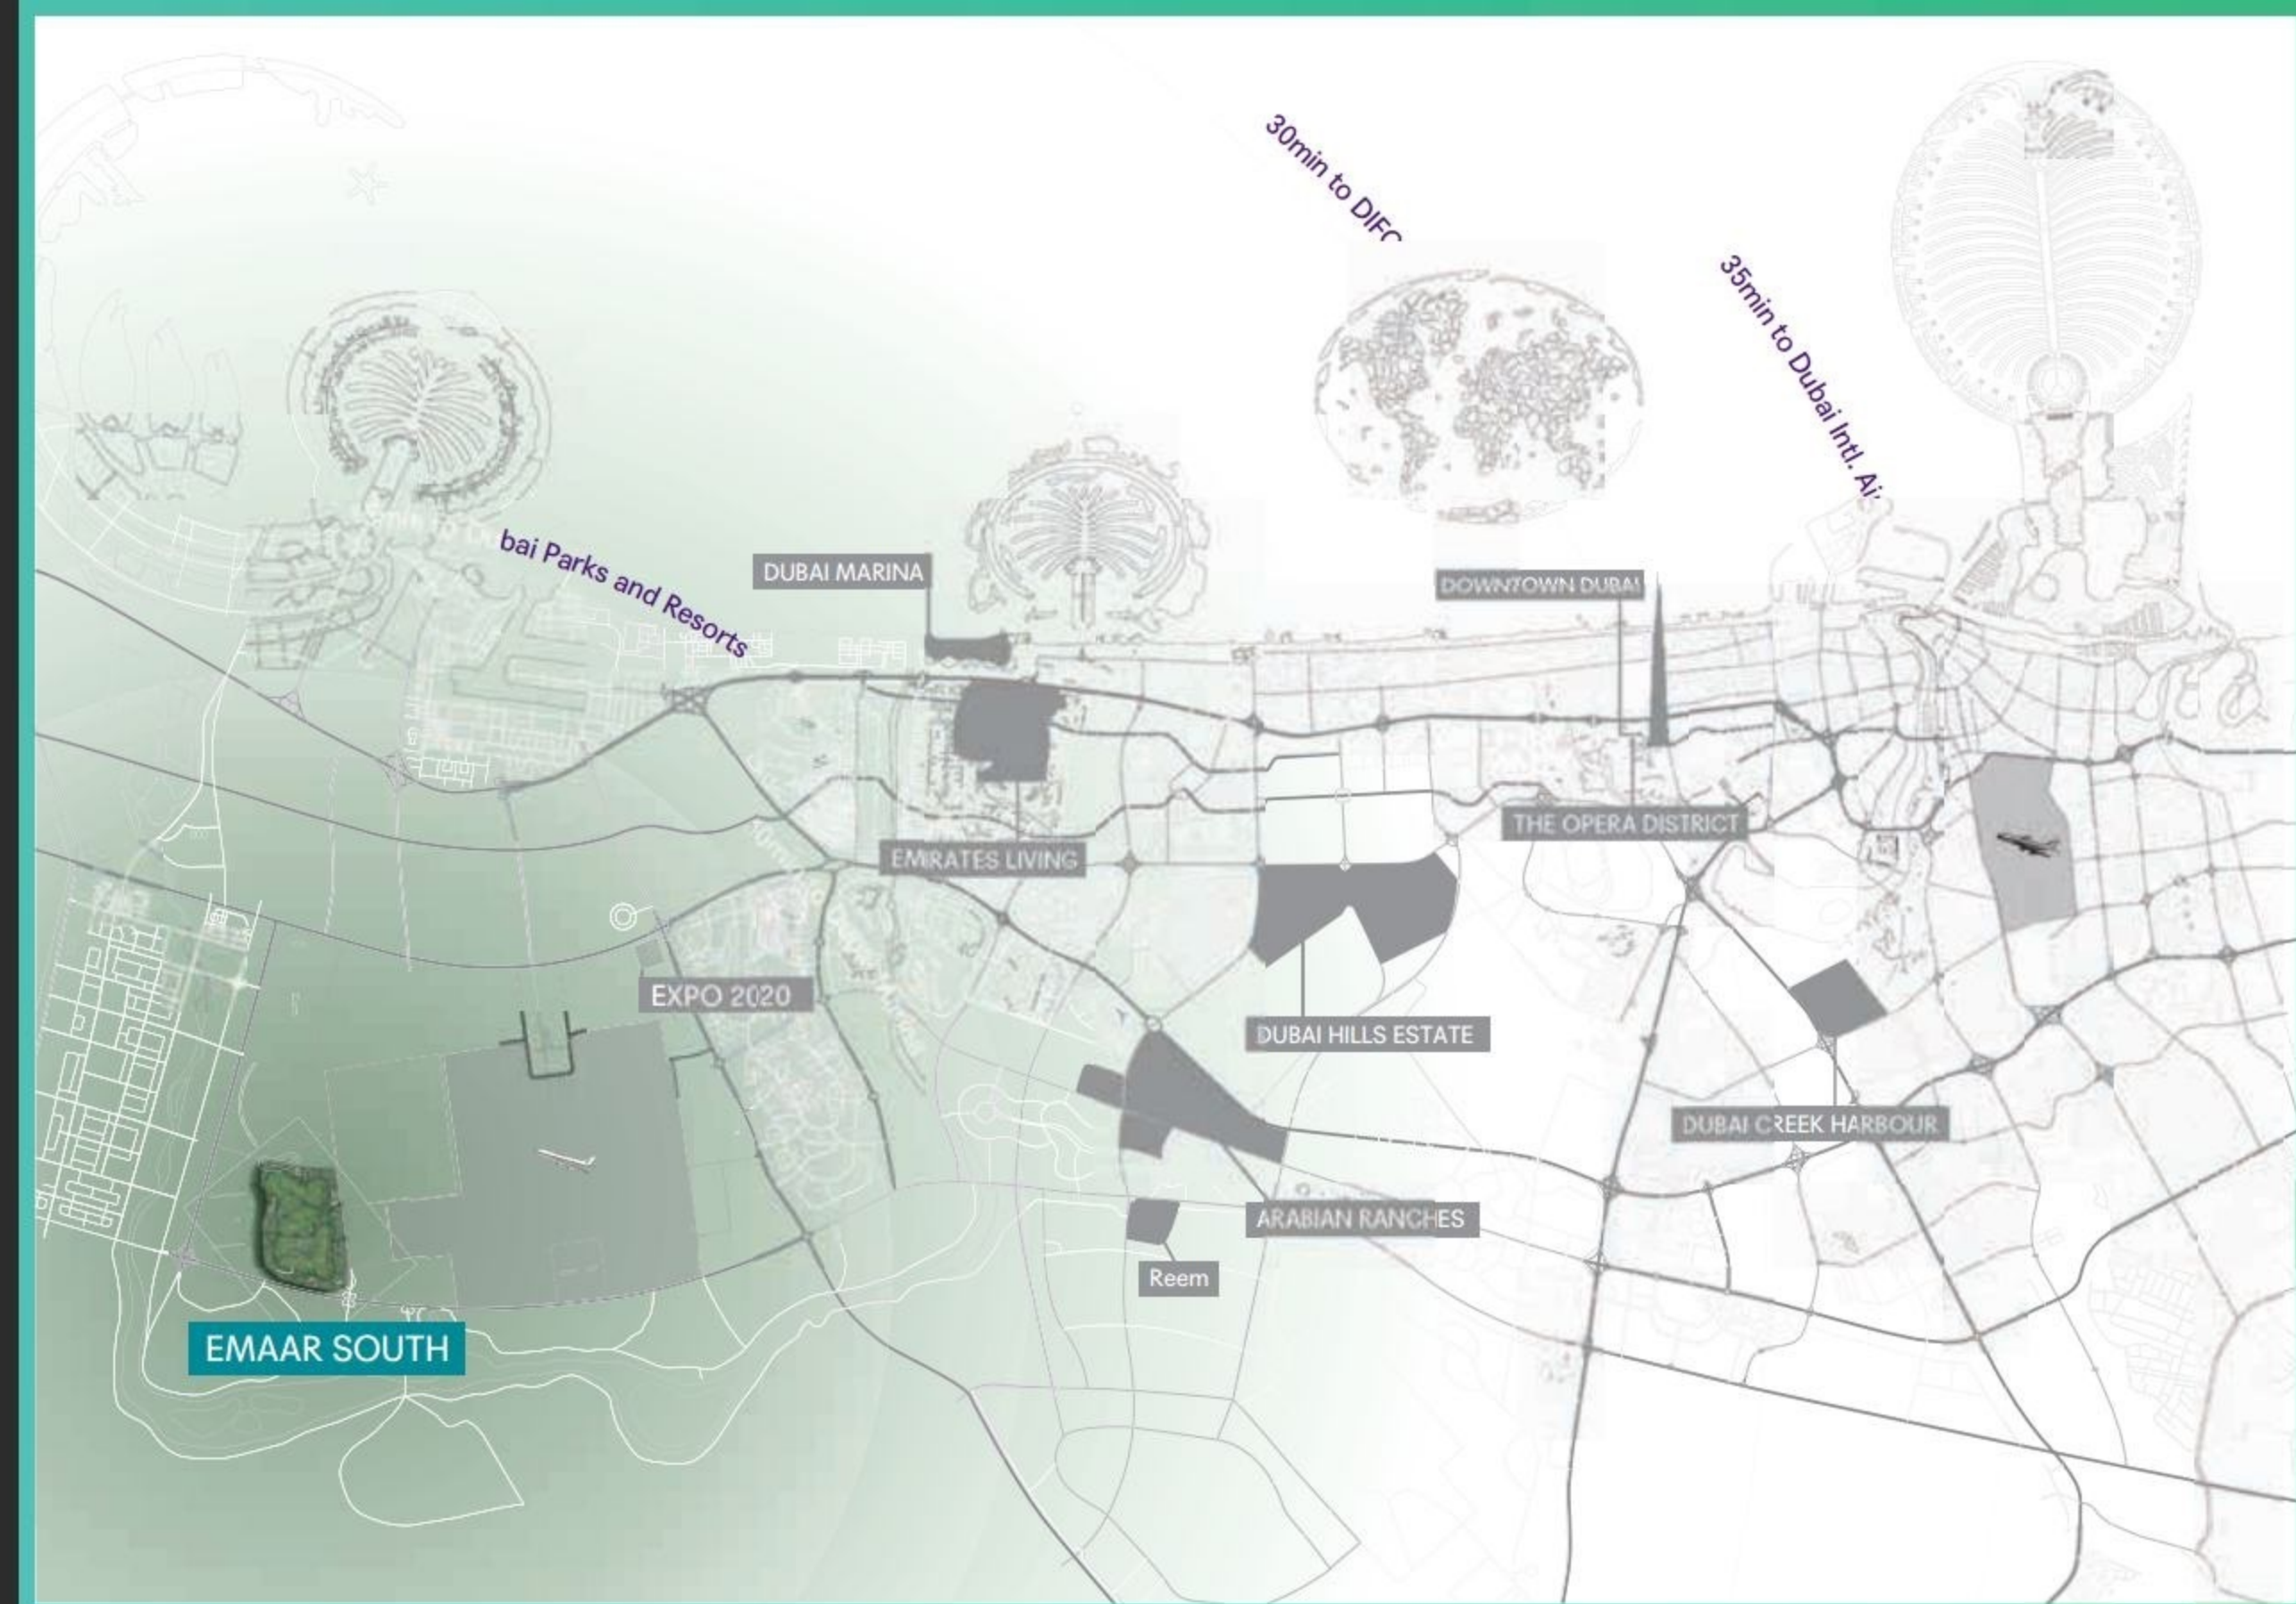 30min to DIFC
35min to Dubai Intl.
bai Parks and Resorts
DUBAI MARINA
DOWNTOWN DUBAI
THE OPERA DISTRICT
EMIRATES LIVING
EXPO 2020
DUBAI HILLS ESTATE
DUBAI CREEK HARBOUR
ARABIAN RANCHES
Reem
EMAAR SOUTH